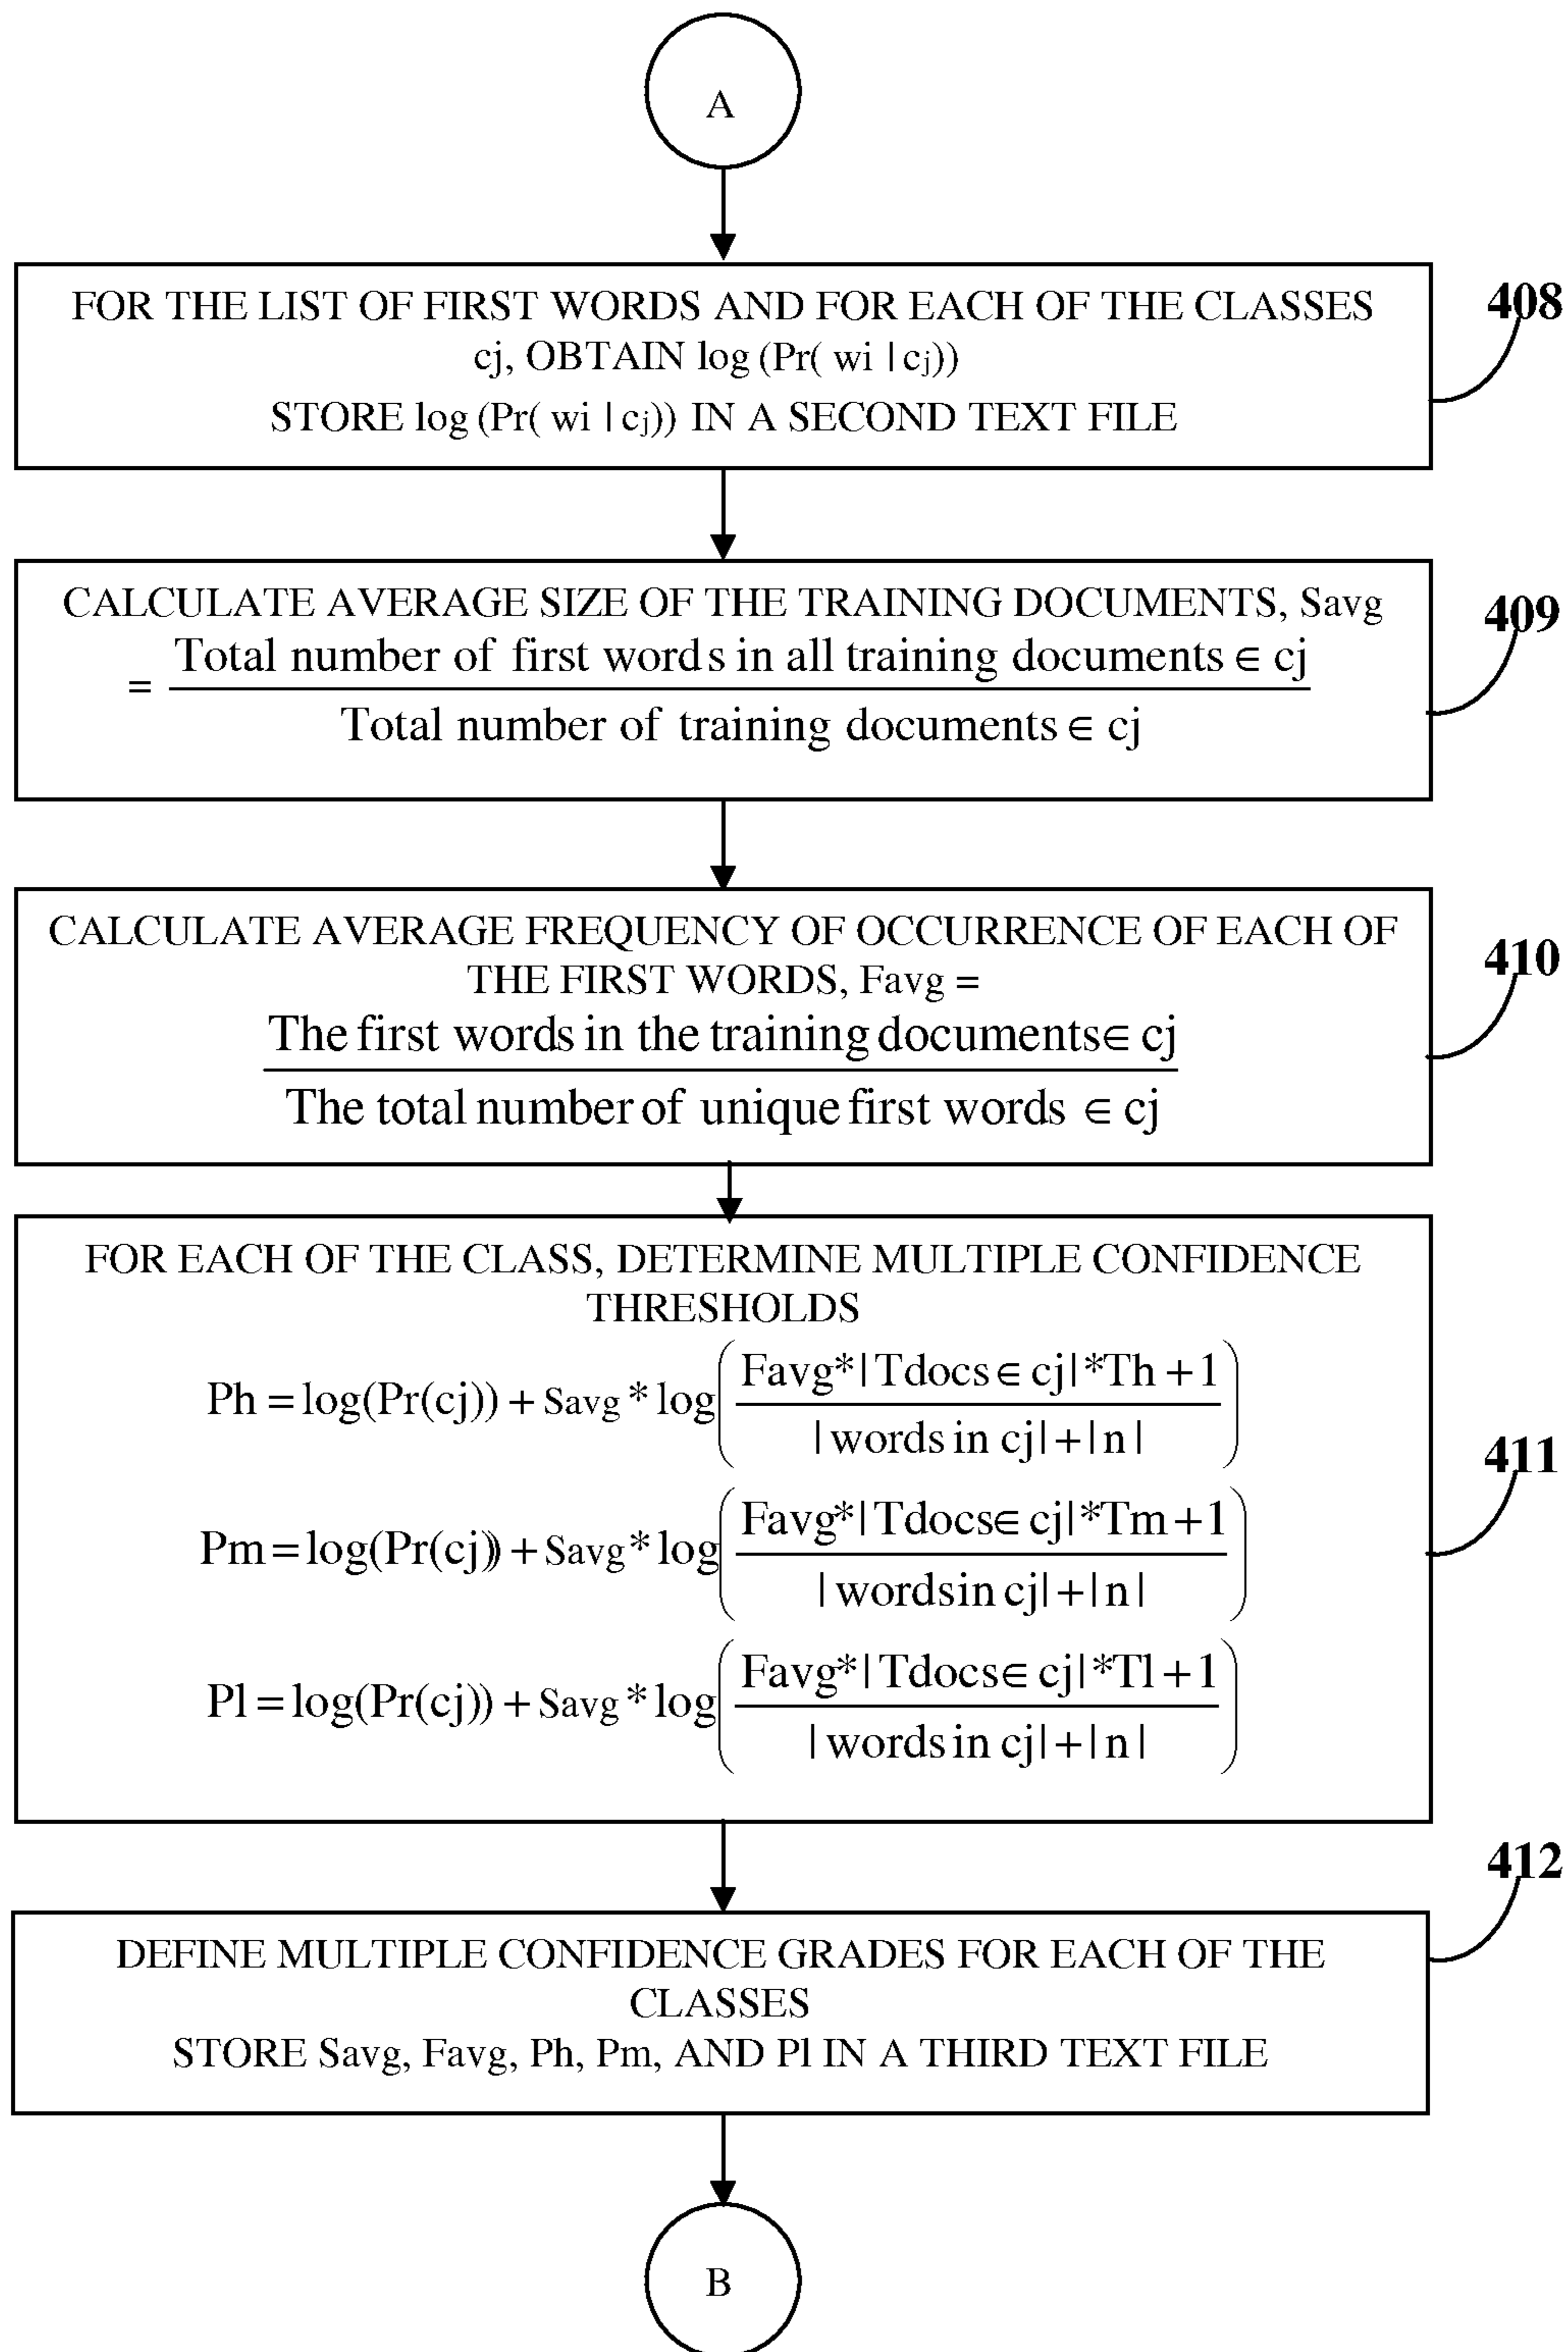 A
FOR THE LIST OF FIRST WORDS AND FOR EACH OF THE CLASSES
cj, OBTAIN log (Pr( wi | cj))
STORE log (Pr( wi | cj)) IN A SECOND TEXT FILE
408
CALCULATE AVERAGE SIZE OF THE TRAINING DOCUMENTS, Savg
= Total number of first words in all training documents ∈ cj
Total number of training documents ∈ cj
409
CALCULATE AVERAGE FREQUENCY OF OCCURRENCE OF EACH OF
THE FIRST WORDS, Favg =
The first words in the training documents∈ cj
The total number of unique first words ∈ cj
410
FOR EACH OF THE CLASS, DETERMINE MULTIPLE CONFIDENCE
THRESHOLDS
Ph = log(Pr(cj)) + Savg * log( Favg*|Tdocs ∈ cj|*Th +1
| words in cj| + | n | )
Pm = log(Pr(cj)) + Savg * log( Favg*|Tdocs∈ cj|*Tm +1
| wordsin cj| + | n | )
Pl = log(Pr(cj)) + Savg * log( Favg*|Tdocs∈ cj|*Tl +1
| words in cj| + | n | )
411
DEFINE MULTIPLE CONFIDENCE GRADES FOR EACH OF THE
CLASSES
STORE Savg, Favg, Ph, Pm, AND Pl IN A THIRD TEXT FILE
412
B